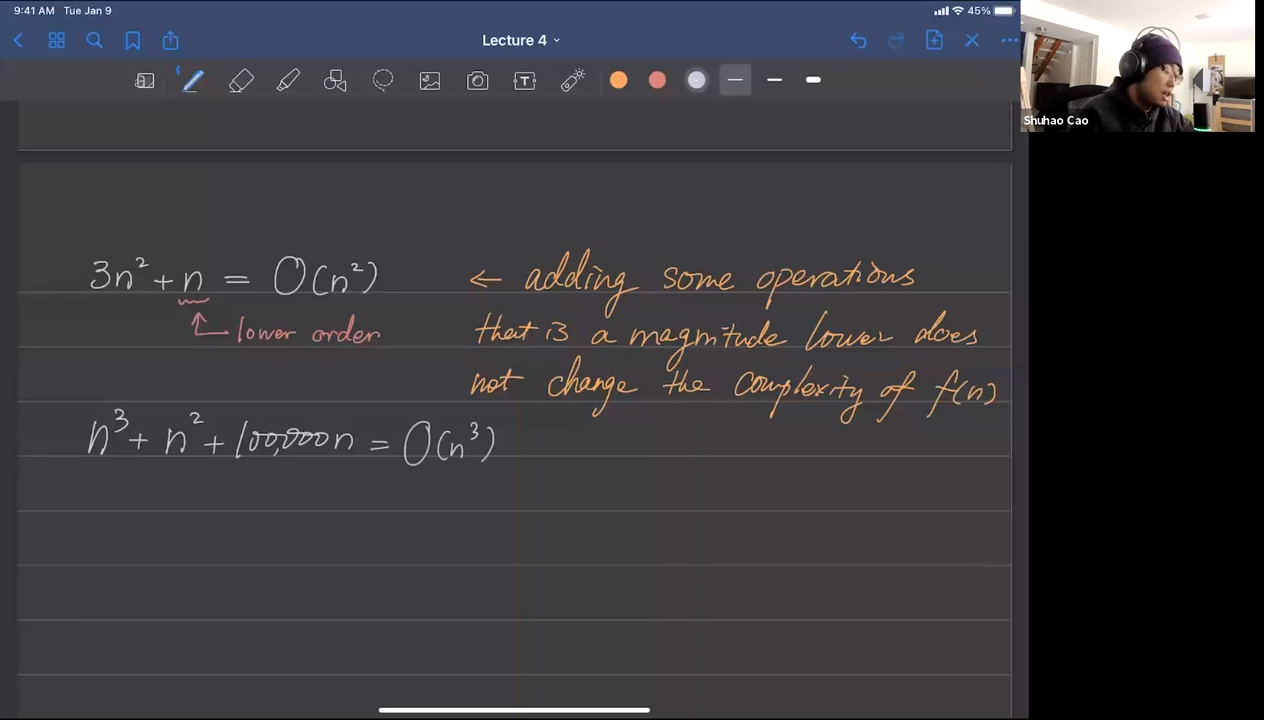 9:41 AM Tue Jan 9
45%
Lecture 4
Shuhao Cao
3n² + n = O(n²)
← adding some operations
lower order
that is a magnitude lower does
not change the complexity of f(n)
n³ + n² + 100,000n = O(n³)